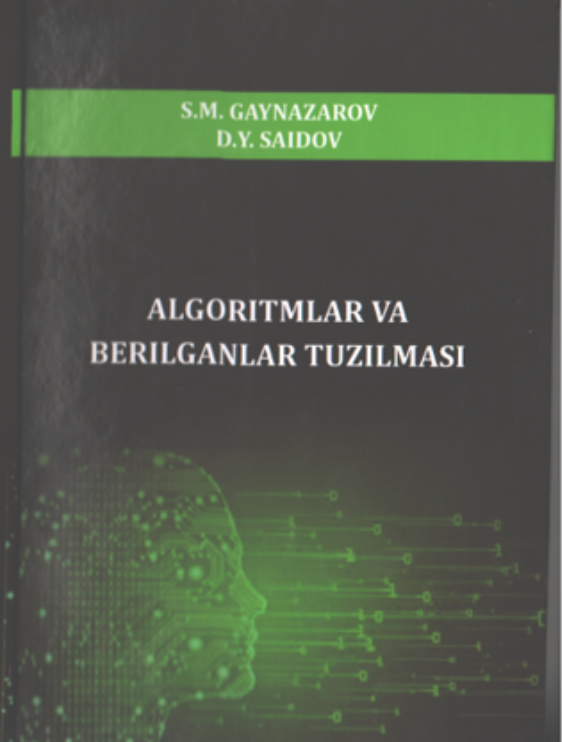 S.M. GAYNAZAROV
D.Y. SAIDOV
ALGORITMLAR VA
BERILGANLAR TUZILMASI